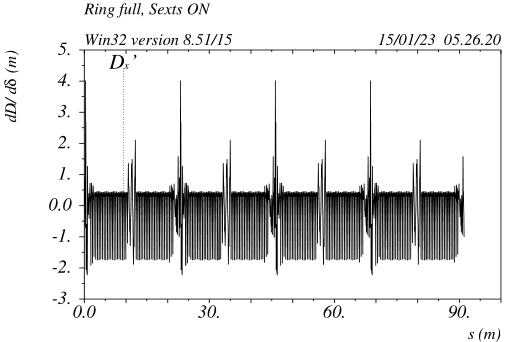 Ring full, Sexts ON
Win32 version 8.51/15 15/01/23 05.26.20
dD/ dδ (m)
5.
4.
3.
2.
1.
0.0
-1.
-2.
-3.
Dx’
0.0 30. 60. 90.
s (m)